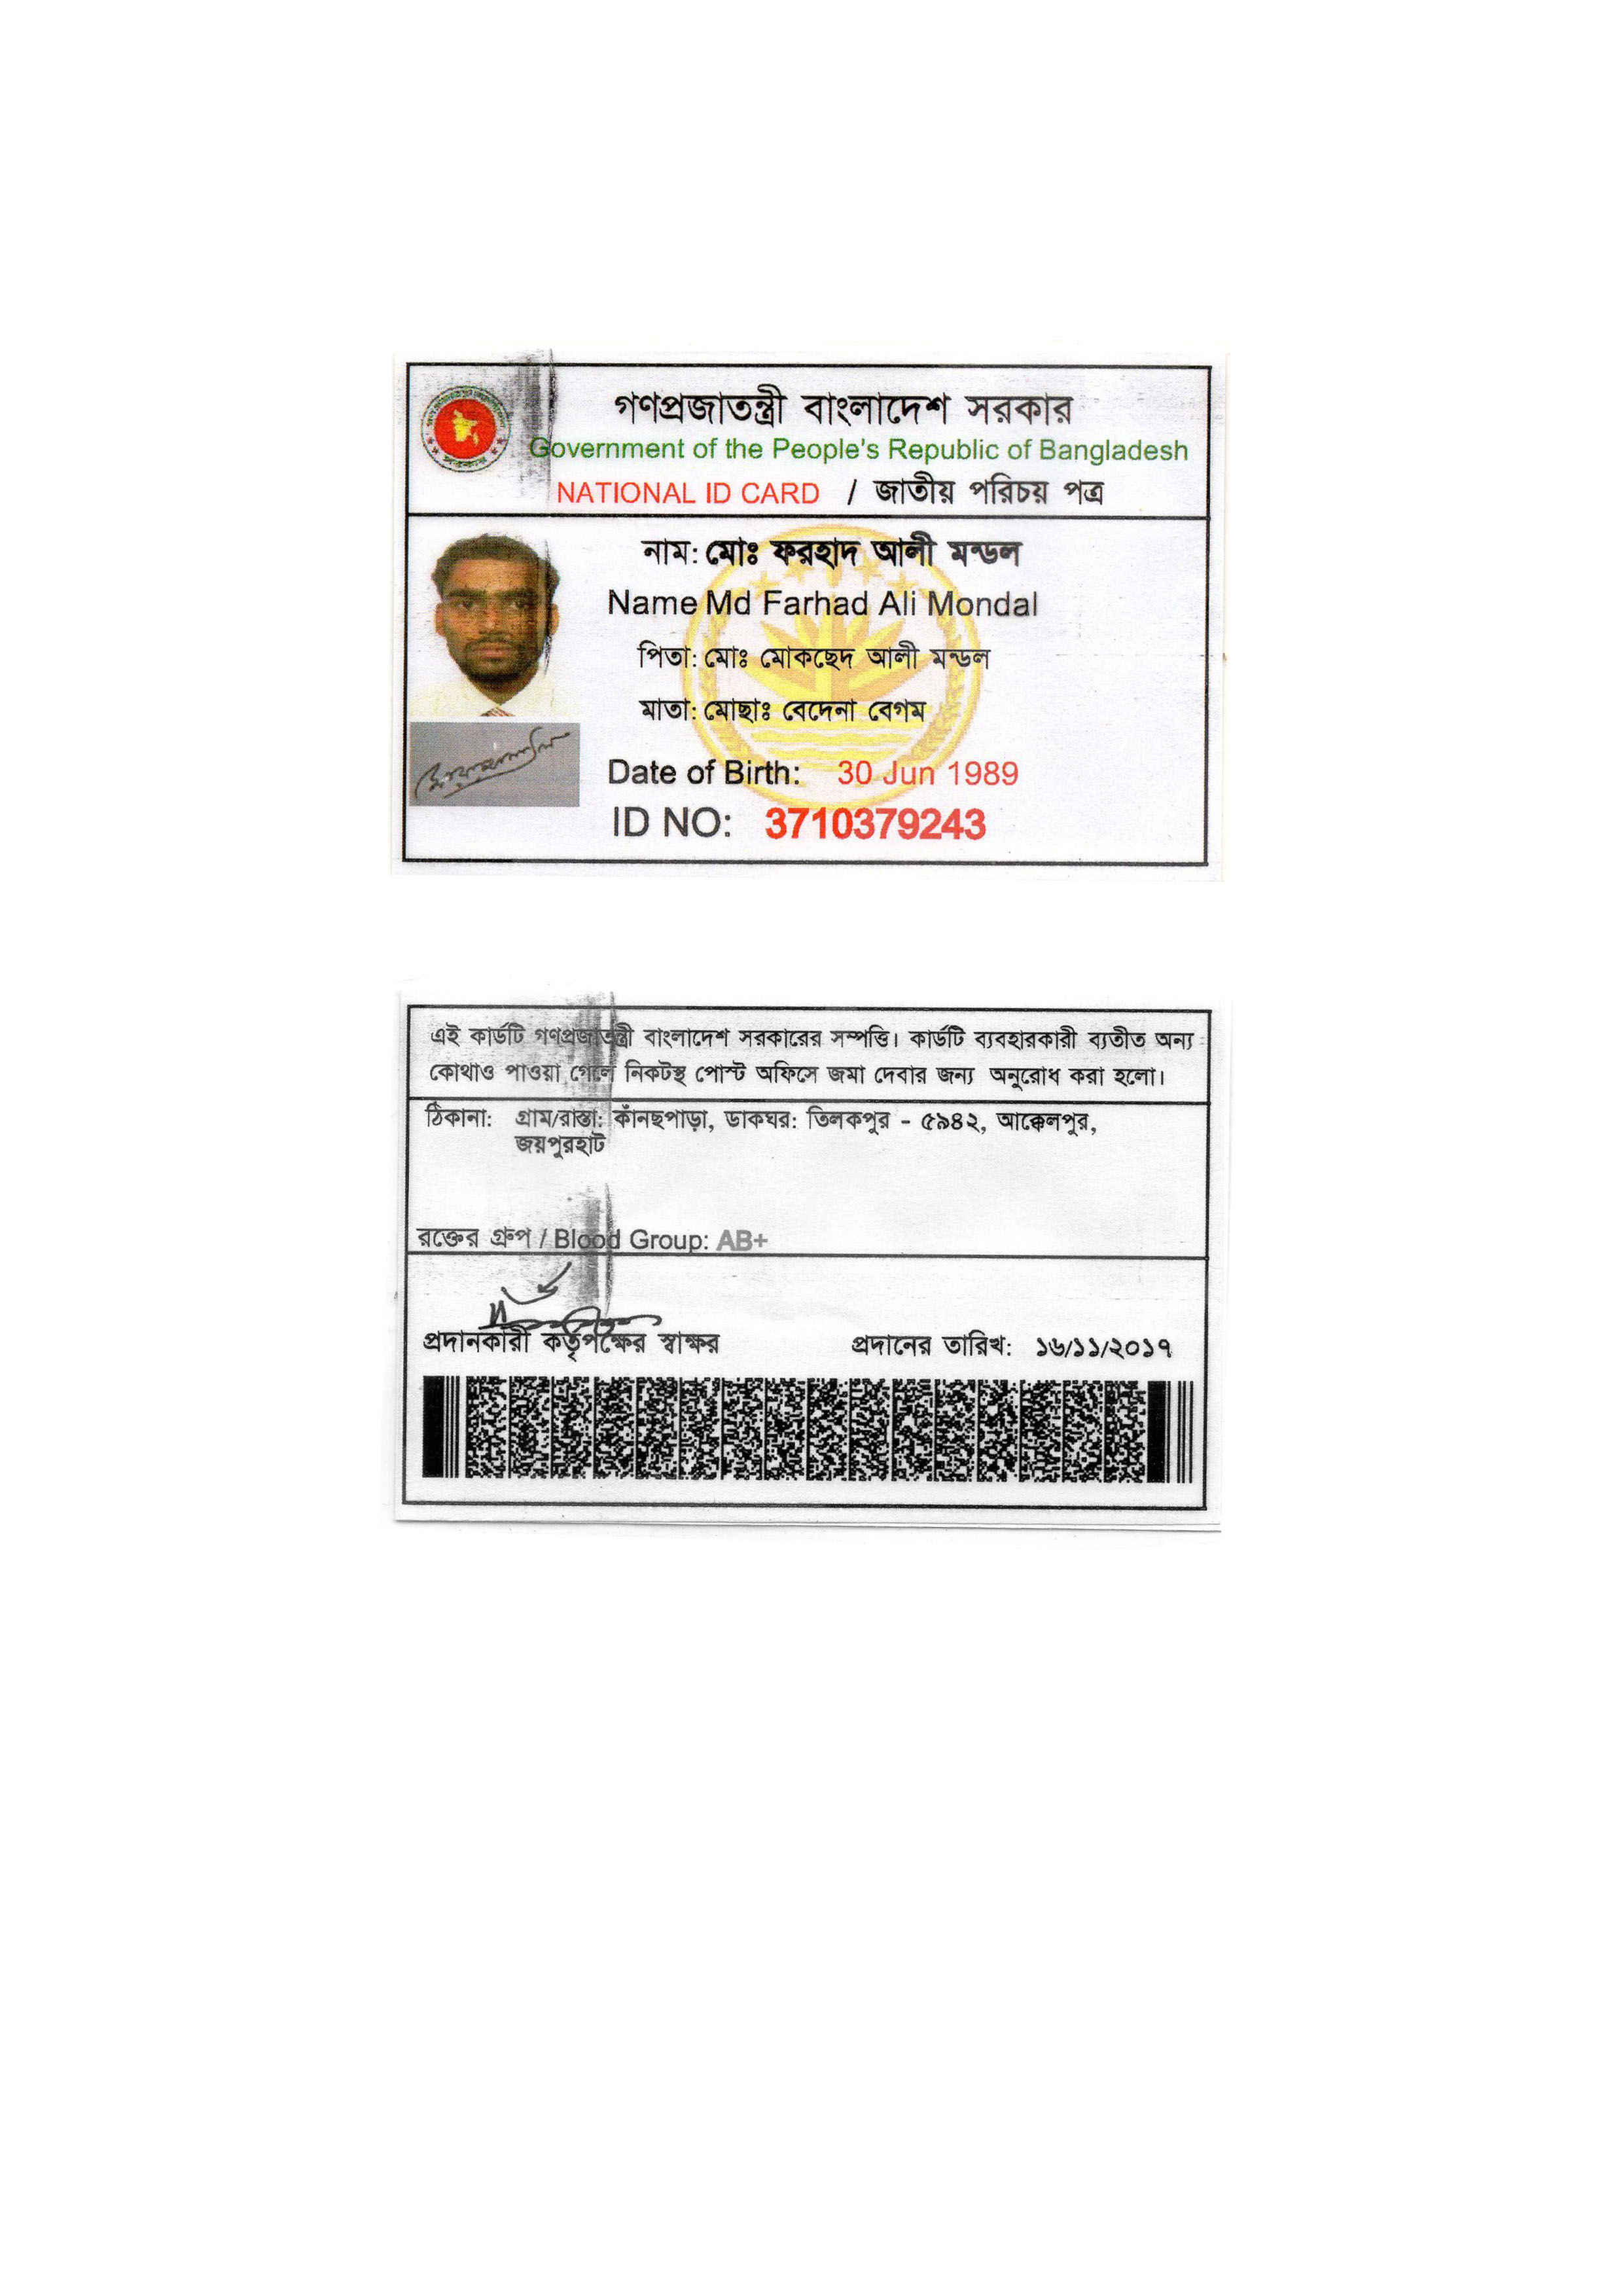 গণপ্রজাতন্ত্রী বাংলাদেশ সরকার
Government of the People's Republic of Bangladesh
NATIONAL ID CARD / জাতীয় পরিচয় পত্র
নাম: মোঃ ফরহাদ আলী মন্ডল
Name Md Farhad Ali Mondal
পিতা: মোঃ মোকছেদ আলী মন্ডল
মাতা: মোছাঃ বেদেনা বেগম
Date of Birth: 30 Jun 1989
ID NO: 3710379243
এই কার্ডটি গণপ্রজাতন্ত্রী বাংলাদেশ সরকারের সম্পত্তি। কার্ডটি ব্যবহারকারী ব্যতীত অন্য
কোথাও পাওয়া গেলে নিকটস্থ পোস্ট অফিসে জমা দেবার জন্য অনুরোধ করা হলো।
ঠিকানা: গ্রাম/রাস্তা: কাঁনছপাড়া, ডাকঘর: তিলকপুর - ৫৯৪২, আক্কেলপুর,
জয়পুরহাট
রক্তের গ্রুপ / Blood Group: AB+
প্রদানকারী কর্তৃপক্ষের স্বাক্ষর প্রদানের তারিখ: ১৬/১১/২০১৭